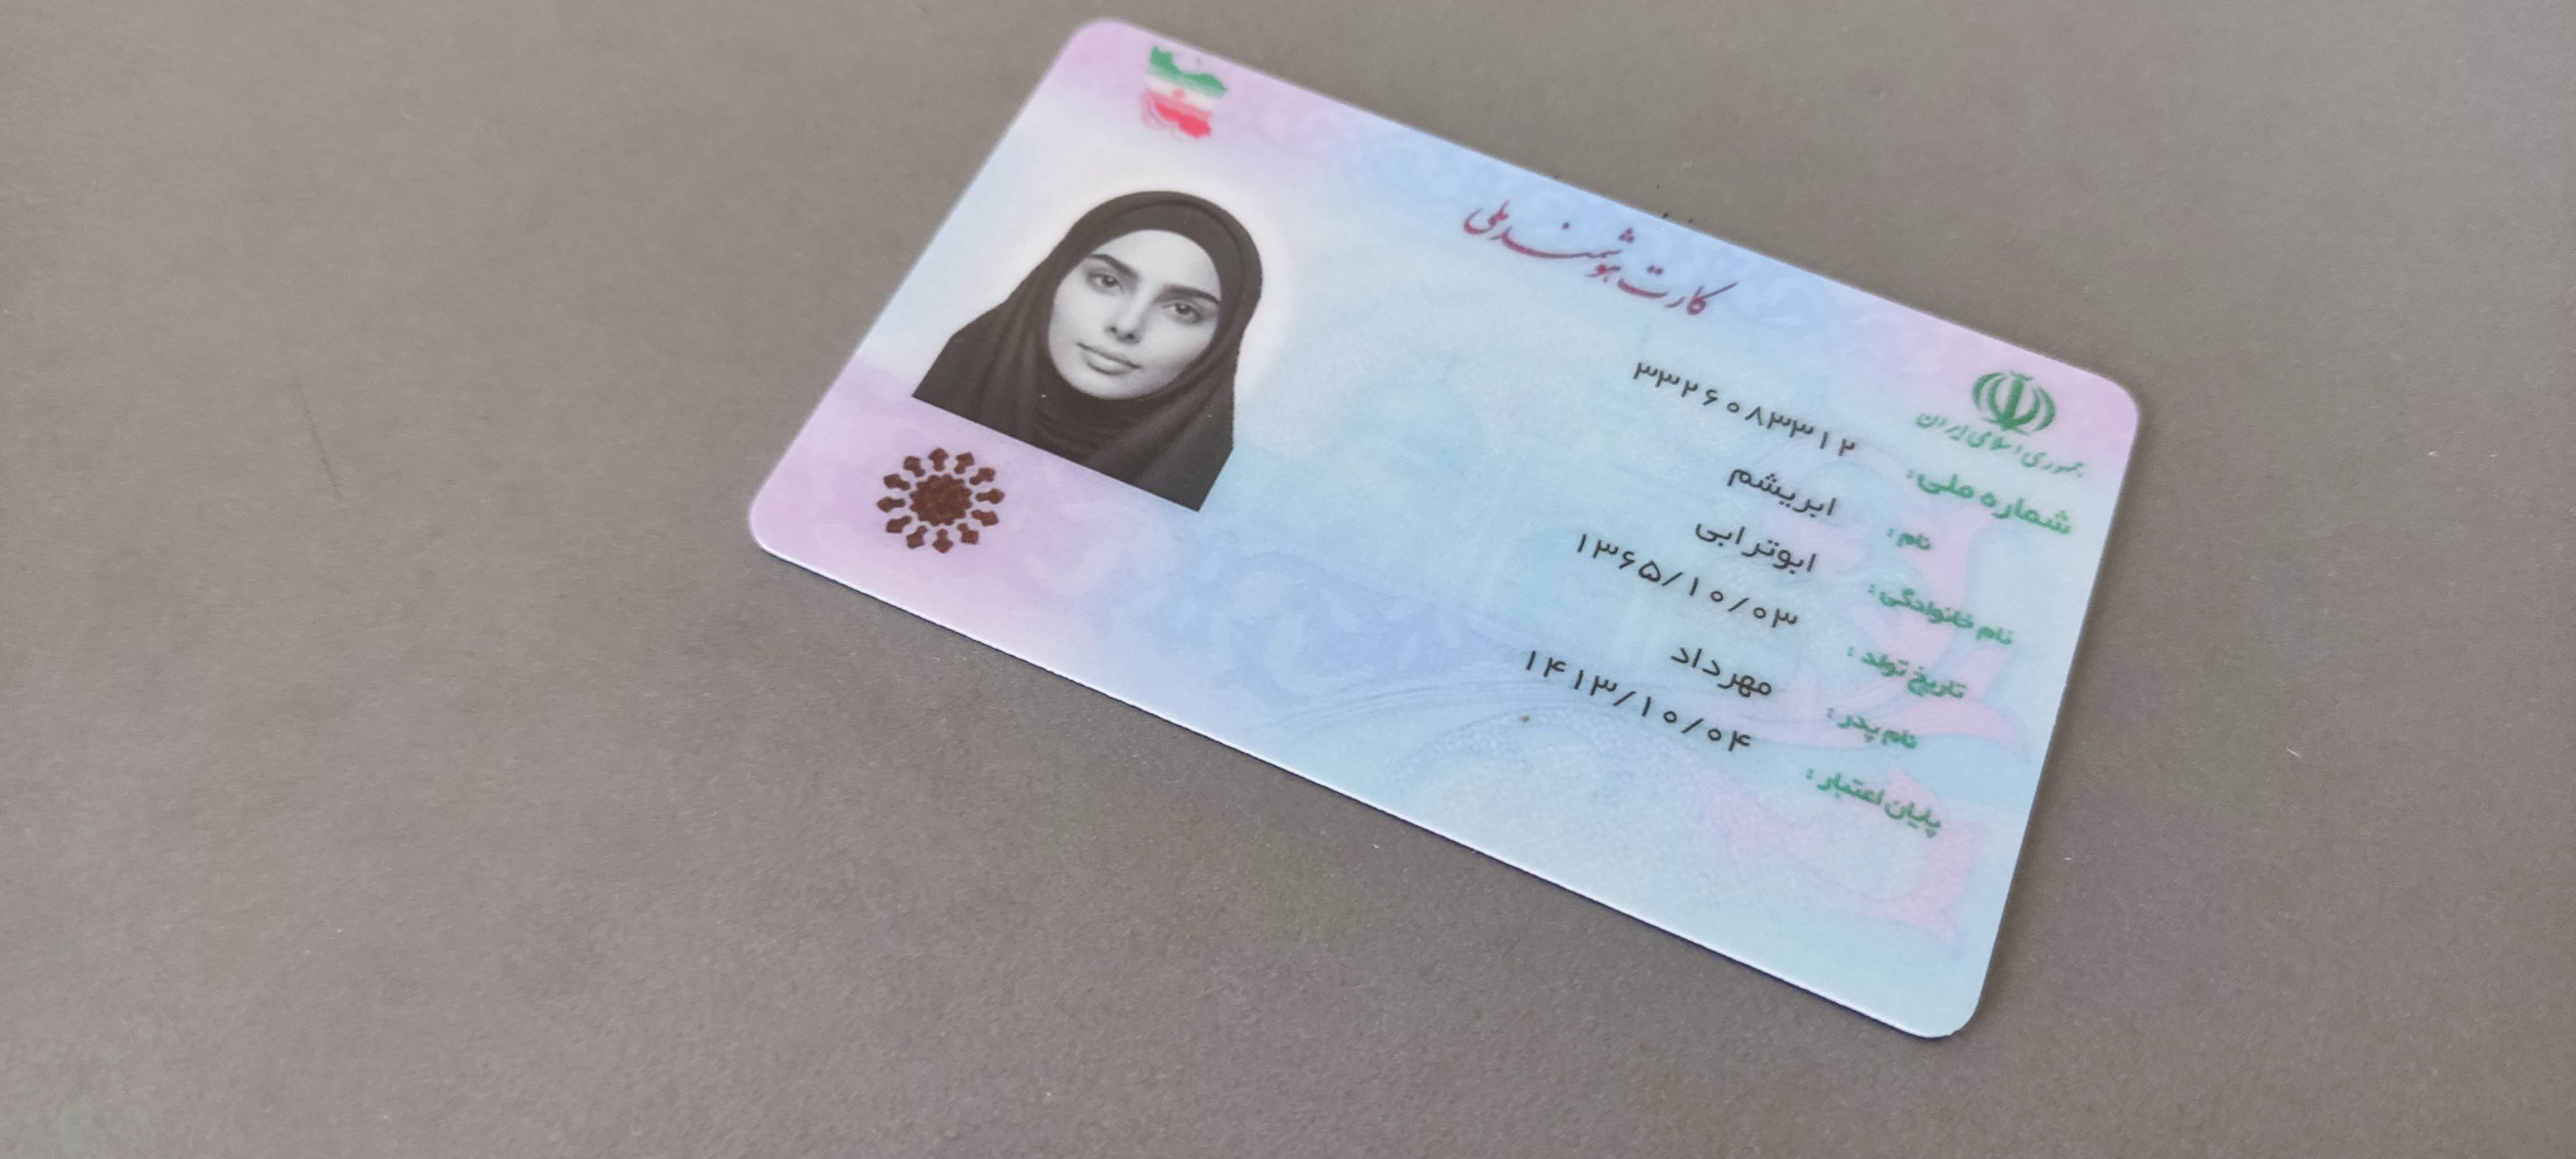 کارت هوشمند ملی
جمهوری اسلامی ایران
شماره ملی: ۳۳۲۶۰۸۳۳۱۲
نام: ابریشم
نام خانوادگی: ابوترابی
تاریخ تولد: ۱۳۶۵/۱۰/۰۳
نام پدر: مهرداد
پایان اعتبار: ۱۴۱۳/۱۰/۰۴